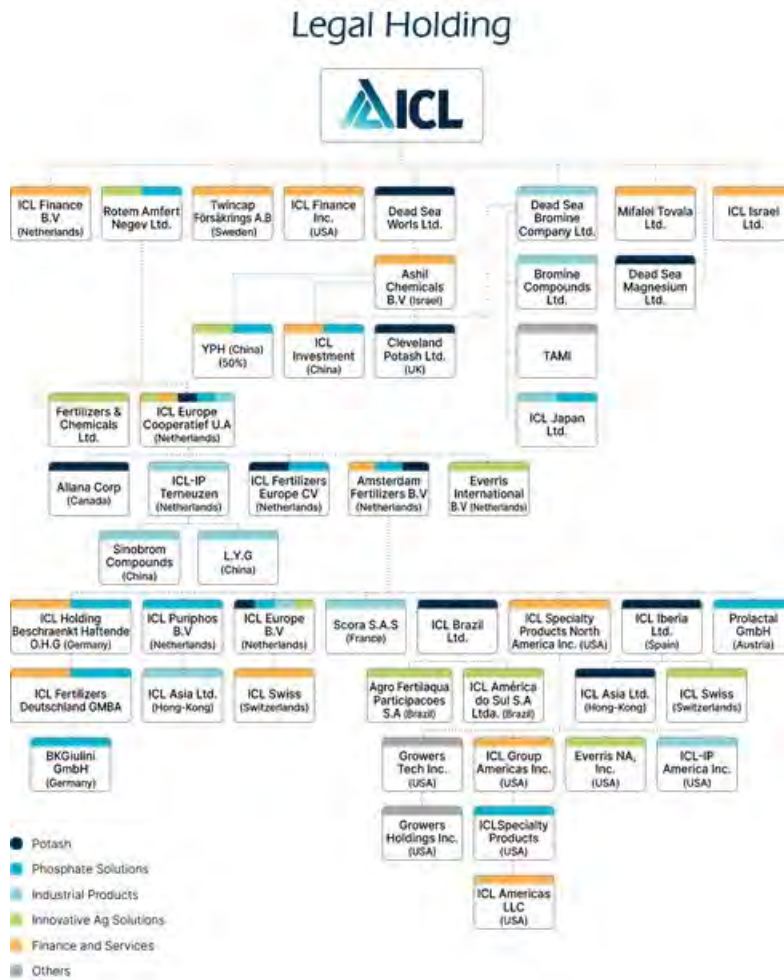 Legal Holding
ICL
ICL Finance
B.V
(Netherlands)
Rotem Amfert
Negev Ltd.
Twincap
Försäkrings A.B
(Sweden)
ICL Finance
Inc.
(USA)
Dead Sea
Worls Ltd.
Dead Sea
Bromine
Company Ltd.
Mifalei Tovala
Ltd.
ICL Israel
Ltd.
Ashil
Chemicals
B.V (Israel)
Bromine
Compounds
Ltd.
Dead Sea
Magnesium
Ltd.
YPH (China)
(50%)
ICL
Investment
(China)
Cleveland
Potash Ltd.
(UK)
TAMI
Fertilizers &
Chemicals
Ltd.
ICL Europe
Cooperatief U.A
(Netherlands)
ICL Japan
Ltd.
Allana Corp
(Canada)
ICL-IP
Terneuzen
(Netherlands)
ICL Fertilizers
Europe CV
(Netherlands)
Amsterdam
Fertilizers B.V
(Netherlands)
Everris
International
B.V (Netherlands)
Sinobrom
Compounds
(China)
L.Y.G
(China)
ICL Holding
Beschraenkt Haftende
O.H.G (Germany)
ICL Puriphos
B.V
(Netherlands)
ICL Europe
B.V
(Netherlands)
Scora S.A.S
(France)
ICL Brazil
Ltd.
ICL Specialty
Products North
America Inc. (USA)
ICL Iberia
Ltd.
(Spain)
Prolactal
GmbH
(Austria)
ICL Fertilizers
Deutschland GMBA
ICL Asia Ltd.
(Hong-Kong)
ICL Swiss
(Switzerlands)
Agro Fertilaqua
Participacoes
S.A (Brazil)
ICL América
do Sul S.A
Ltda. (Brazil)
ICL Asia Ltd.
(Hong-Kong)
ICL Swiss
(Switzerlands)
BKGiulini
GmbH
(Germany)
Growers
Tech Inc.
(USA)
ICL Group
Americas Inc.
(USA)
Everris NA,
Inc.
(USA)
ICL-IP
America Inc.
(USA)
Growers
Holdings Inc.
(USA)
ICLSpecialty
Products
(USA)
ICL Americas
LLC
(USA)
Potash
Phosphate Solutions
Industrial Products
Innovative Ag Solutions
Finance and Services
Others